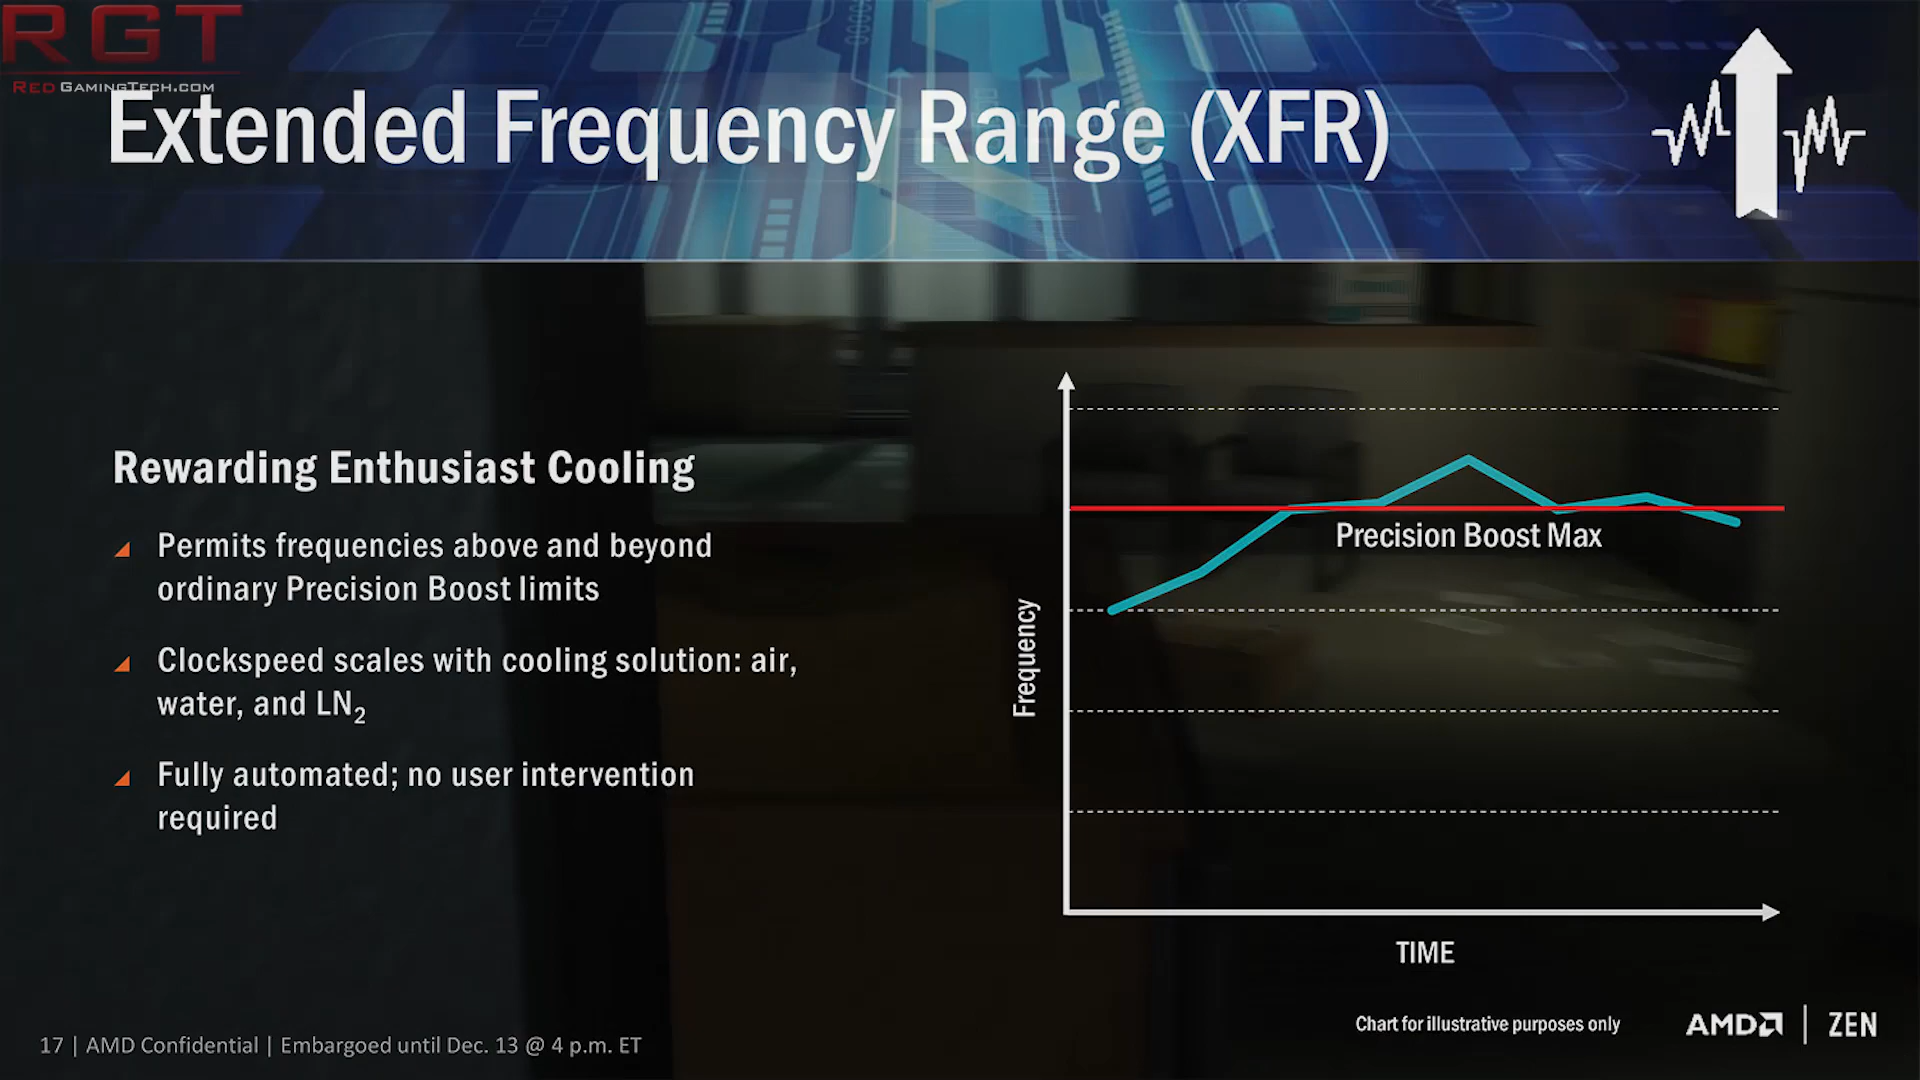 RGT
RedGamingTech.com
Extended Frequency Range (XFR)
Rewarding Enthusiast Cooling
Permits frequencies above and beyond
ordinary Precision Boost limits
Clockspeed scales with cooling solution: air,
water, and LN₂
Fully automated; no user intervention
required
Precision Boost Max
Frequency
TIME
Chart for illustrative purposes only
AMD | ZEN
17 | AMD Confidential | Embargoed until Dec. 13 @ 4 p.m. ET